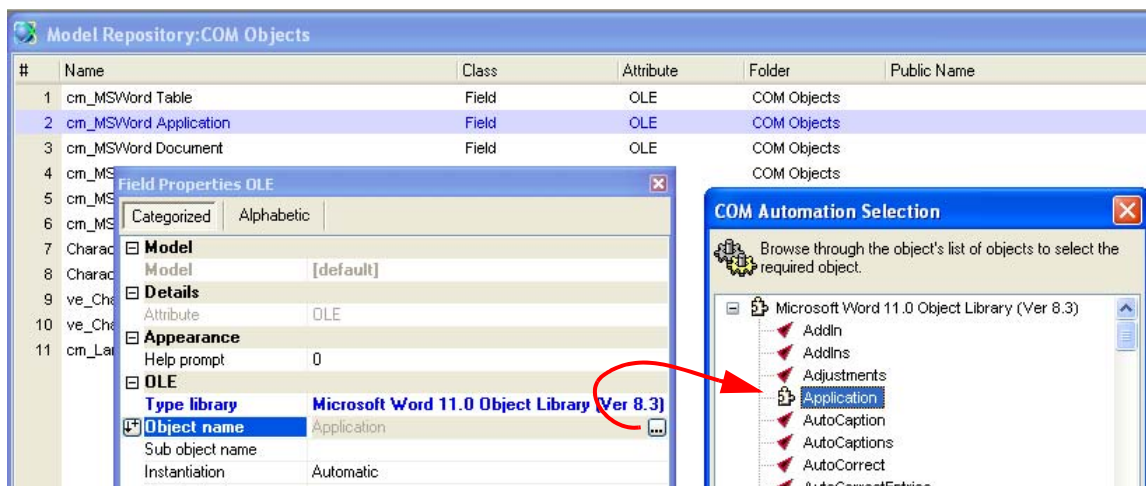 Model Repository:COM Objects
# Name Class Attribute Folder Public Name
1 cm_MSWord Table Field OLE COM Objects
2 cm_MSWord Application Field OLE COM Objects
3 cm_MSWord Document Field OLE COM Objects
4 cm_MS COM Objects
5 cm_MS
6 cm_MS
7 Charac
8 Charac
9 ve_Cha
10 ve_Cha
11 cm_Lan
Field Properties OLE
Categorized Alphabetic
Model
Model [default]
Details
Attribute OLE
Appearance
Help prompt 0
OLE
Type library Microsoft Word 11.0 Object Library (Ver 8.3)
Object name Application ...
Sub object name
Instantiation Automatic
COM Automation Selection
Browse through the object's list of objects to select the
required object.
Microsoft Word 11.0 Object Library (Ver 8.3)
AddIn
AddIns
Adjustments
Application
AutoCaption
AutoCaptions
AutoCorrect
AutoCorrectEntries